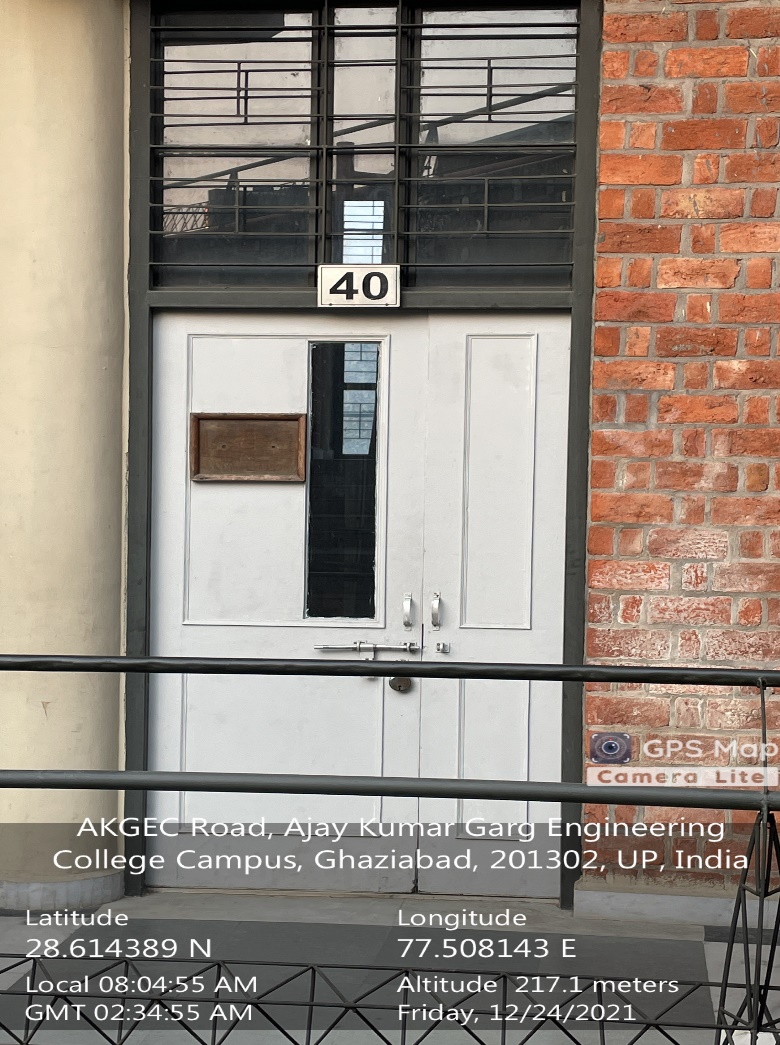 40
GPS Map
Camera Lite
AKGEC Road, Ajay Kumar Garg Engineering
College Campus, Ghaziabad, 201302, UP, India
Latitude
28.614389 N
Longitude
77.508143 E
Local 08:04:55 AM
GMT 02:34:55 AM
Altitude 217.1 meters
Friday, 12/24/2021